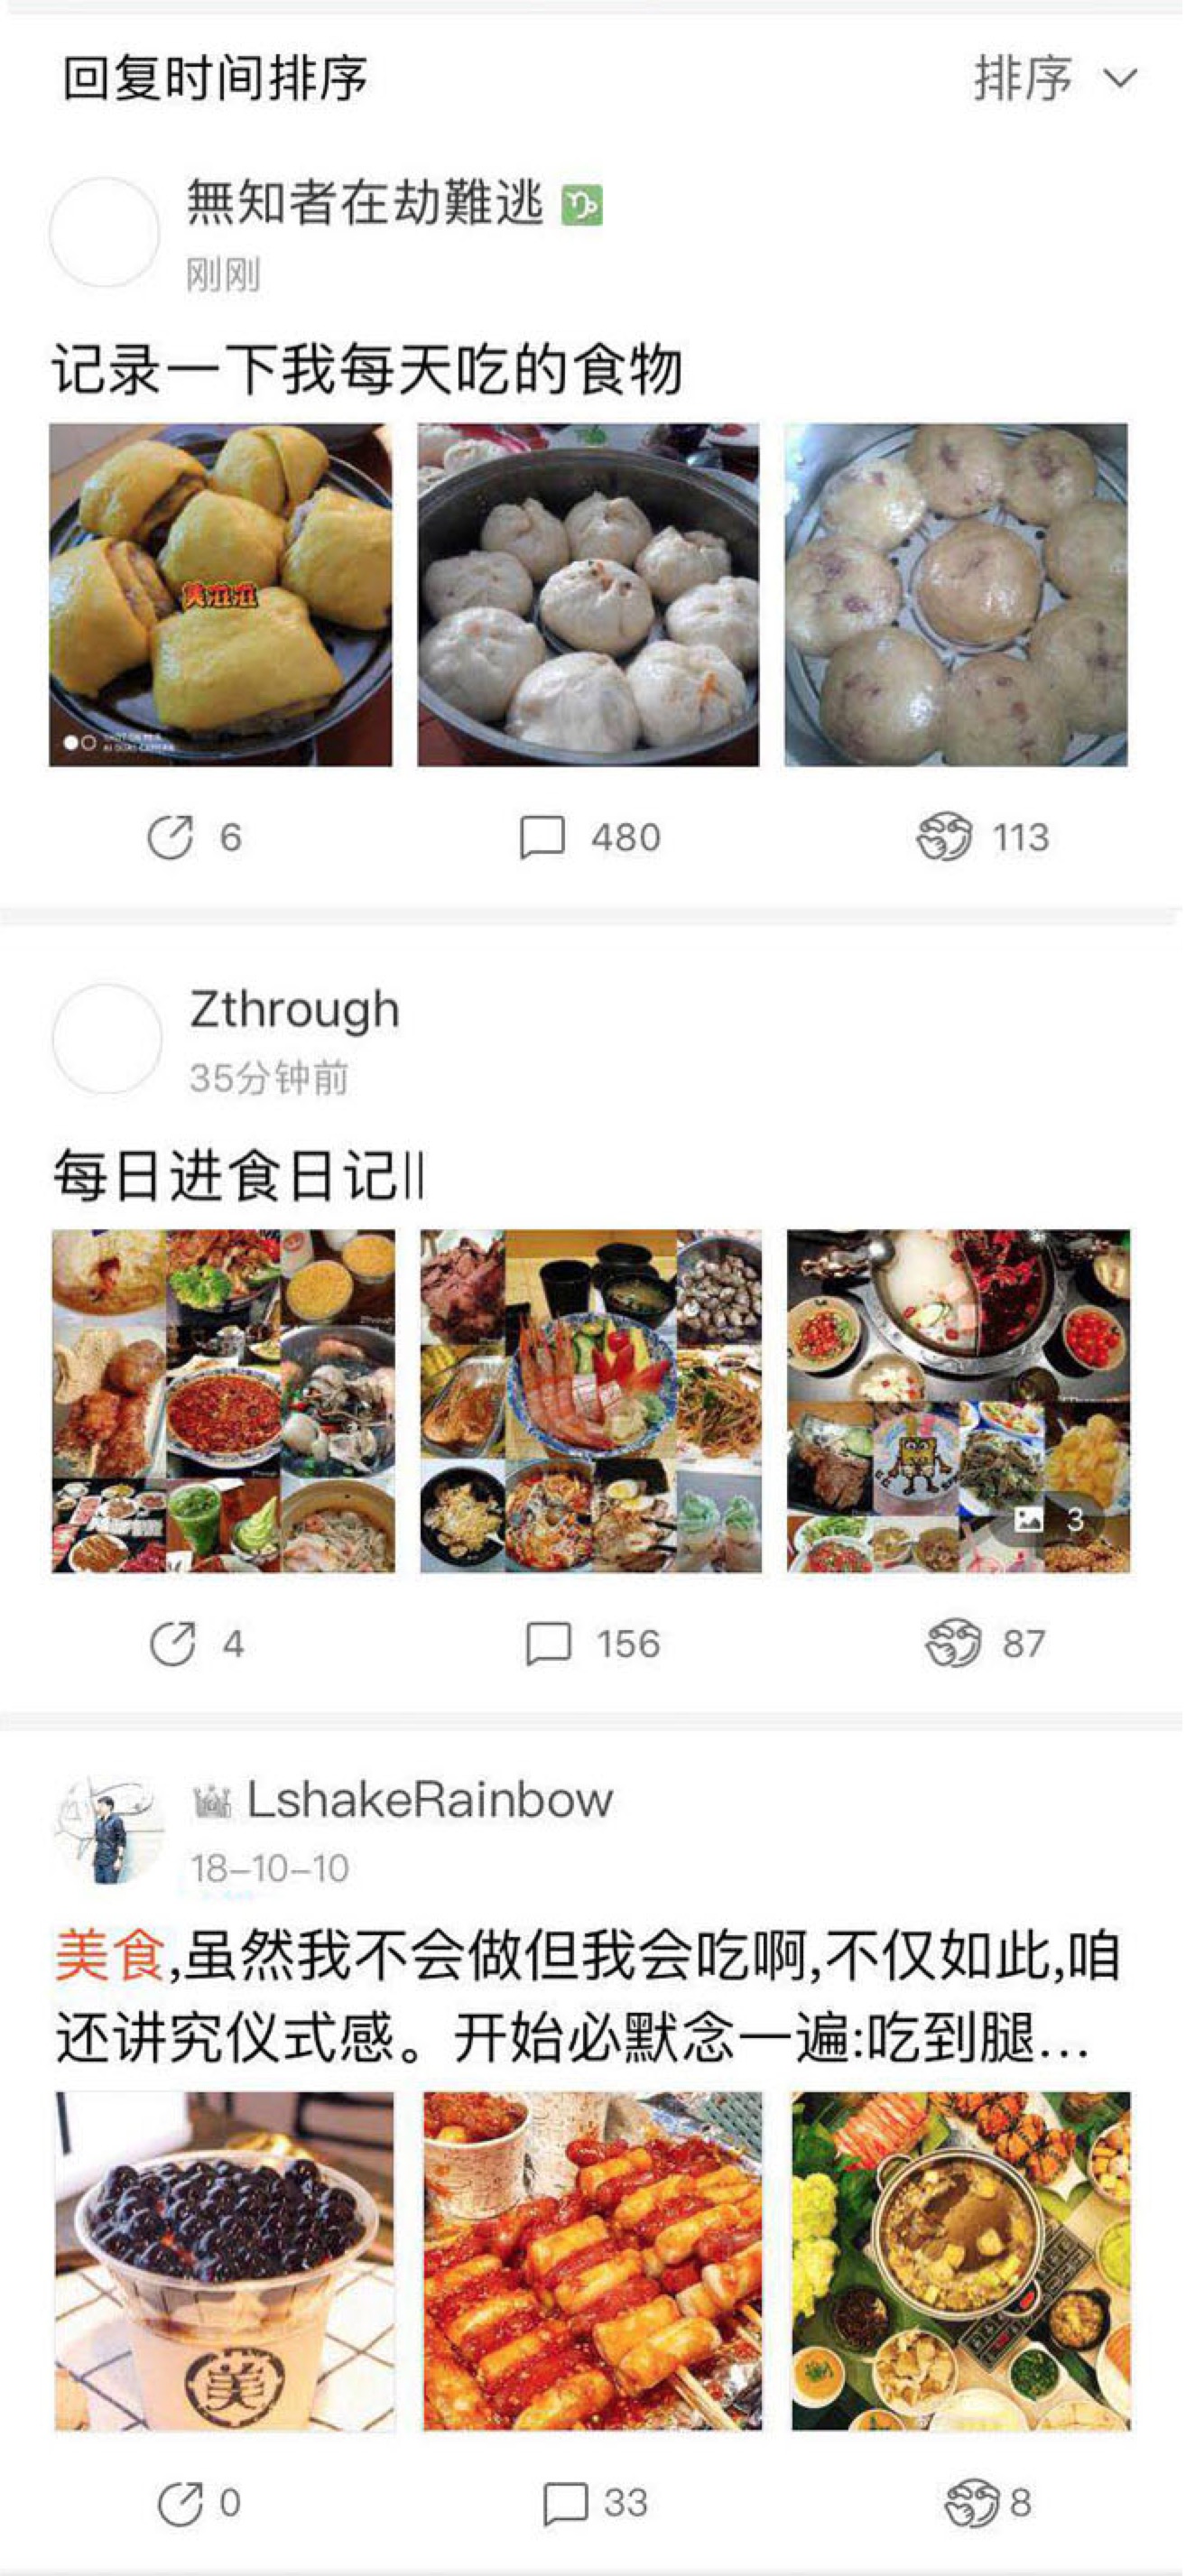 回复时间排序
排序
無知者在劫難逃
刚刚
记录一下我每天吃的食物
美滋滋
6
480
113
Zthrough
35分钟前
每日进食日记||
3
4
156
87
LshakeRainbow
18-10-10
美食,虽然我不会做但我会吃啊,不仅如此,咱
还讲究仪式感。开始必默念一遍:吃到腿...
美
0
33
8